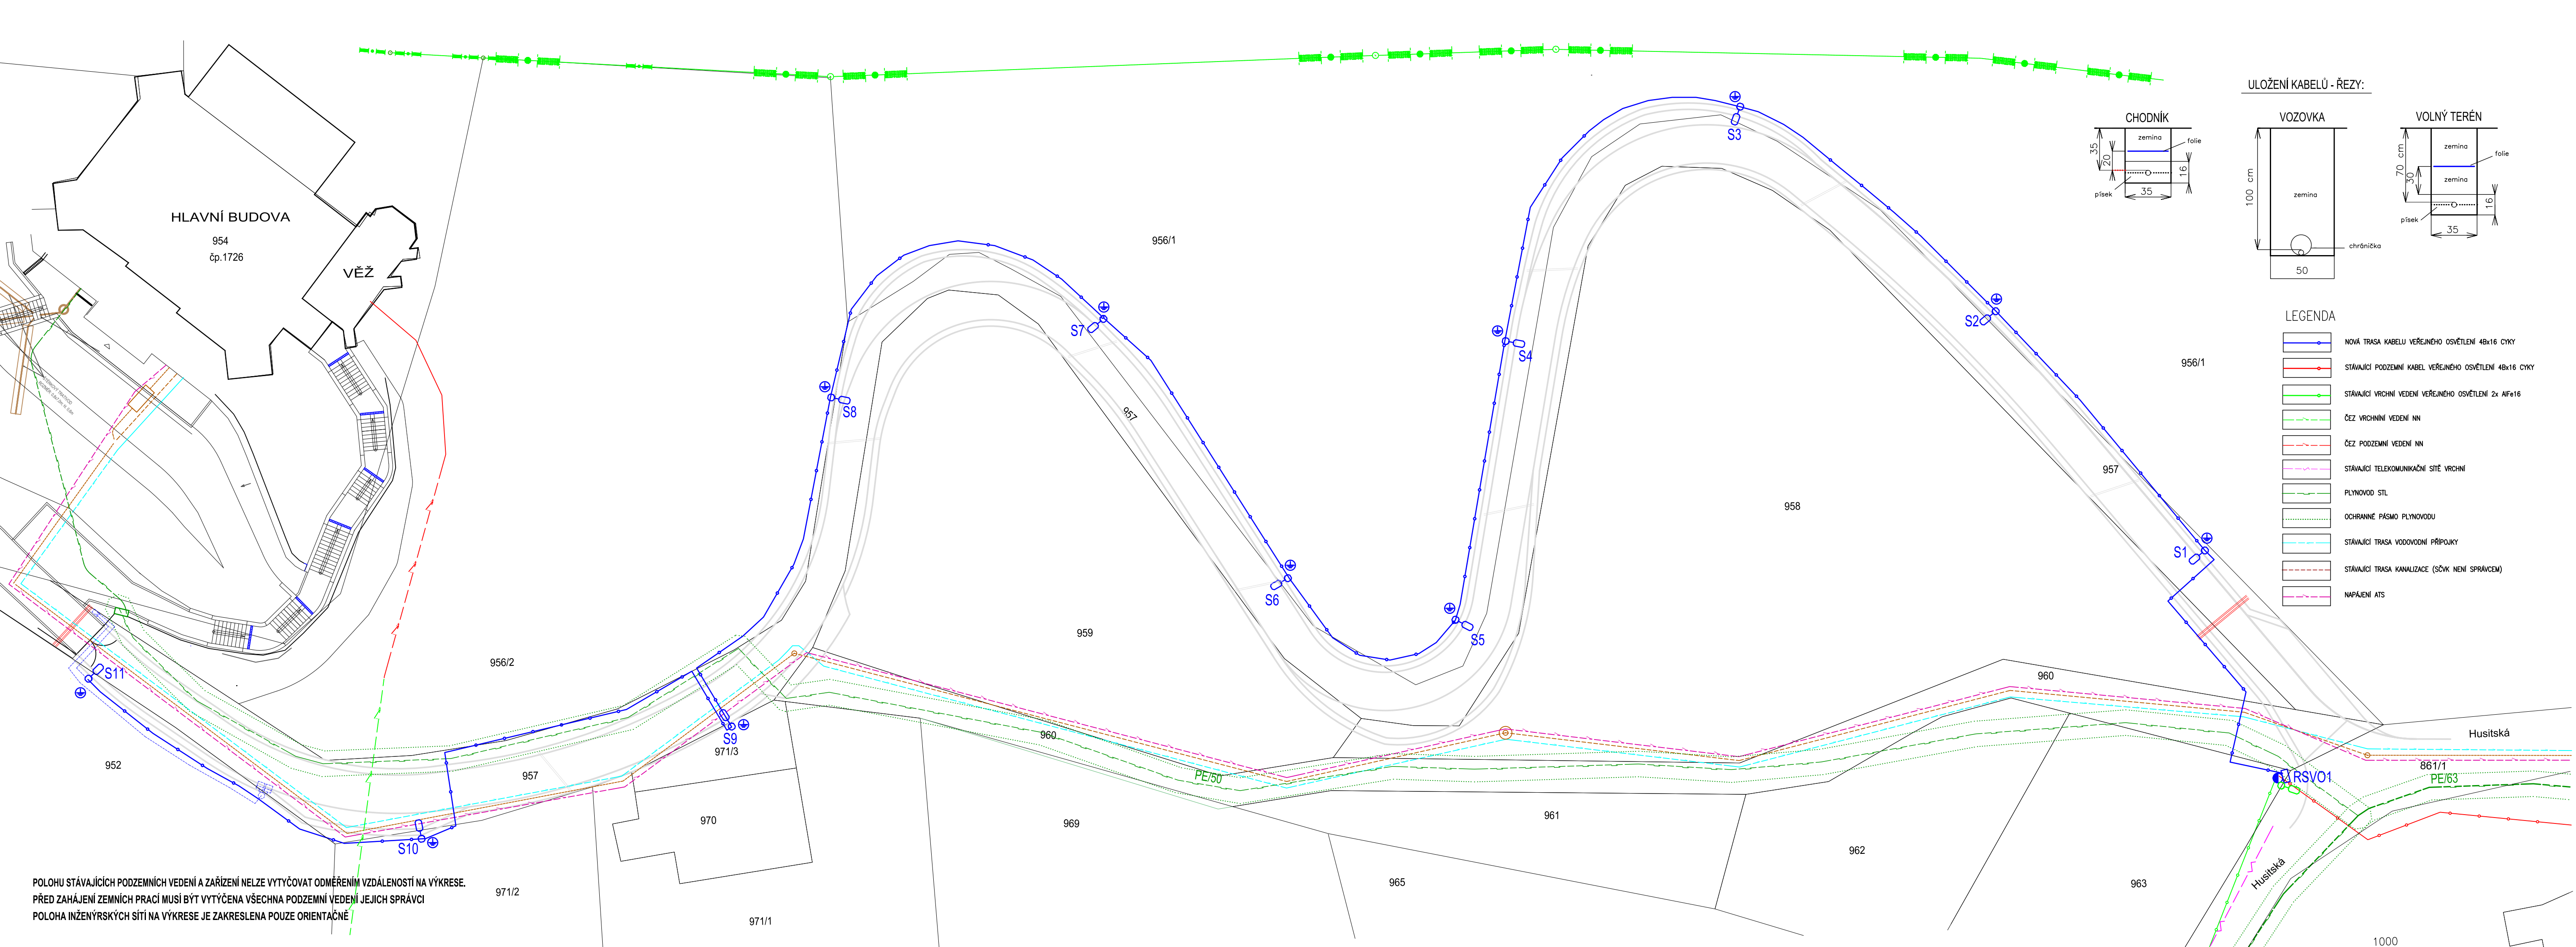 HLAVNÍ BUDOVA
954
čp.1726
VĚŽ
956/1
S3
S7
S4
S2
S8
957
956/1
957
958
S1
S6
S5
959
956/2
S11
S9
971/3
960
960
952
957
PE/50
Husitská
861/1
RSVO1
PE/63
S10
970
969
961
962
963
965
971/2
971/1
Husitská
1000
ULOŽENÍ KABELŮ - ŘEZY:
CHODNÍK
zemina
folie
35
20
16
písek
35
VOZOVKA
100 cm
zemina
chránička
50
VOLNÝ TERÉN
zemina
folie
70 cm
30
zemina
16
písek
35
LEGENDA
NOVÁ TRASA KABELU VEŘEJNÉHO OSVĚTLENÍ 4Bx16 CYKY
STÁVAJÍCÍ PODZEMNÍ KABEL VEŘEJNÉHO OSVĚTLENÍ 4Bx16 CYKY
STÁVAJÍCÍ VRCHNÍ VEDENÍ VEŘEJNÉHO OSVĚTLENÍ 2x AlFe16
ČEZ VRCHNÍNÍ VEDENÍ NN
ČEZ PODZEMNÍ VEDENÍ NN
STÁVAJÍCÍ TELEKOMUNIKAČNÍ SÍTĚ VRCHNÍ
PLYNOVOD STL
OCHRANNÉ PÁSMO PLYNOVODU
STÁVAJÍCÍ TRASA VODOVODNÍ PŘÍPOJKY
STÁVAJÍCÍ TRASA KANALIZACE (SČVK NENÍ SPRÁVCEM)
NAPÁJENÍ ATS
POLOHU STÁVAJÍCÍCH PODZEMNÍCH VEDENÍ A ZAŘÍZENÍ NELZE VYTYČOVAT ODMĚŘENÍM VZDÁLENOSTÍ NA VÝKRESE.
PŘED ZAHÁJENÍ ZEMNÍCH PRACÍ MUSÍ BÝT VYTÝČENA VŠECHNA PODZEMNÍ VEDENÍ JEJICH SPRÁVCI
POLOHA INŽENÝRSKÝCH SÍTÍ NA VÝKRESE JE ZAKRESLENA POUZE ORIENTAČNĚ